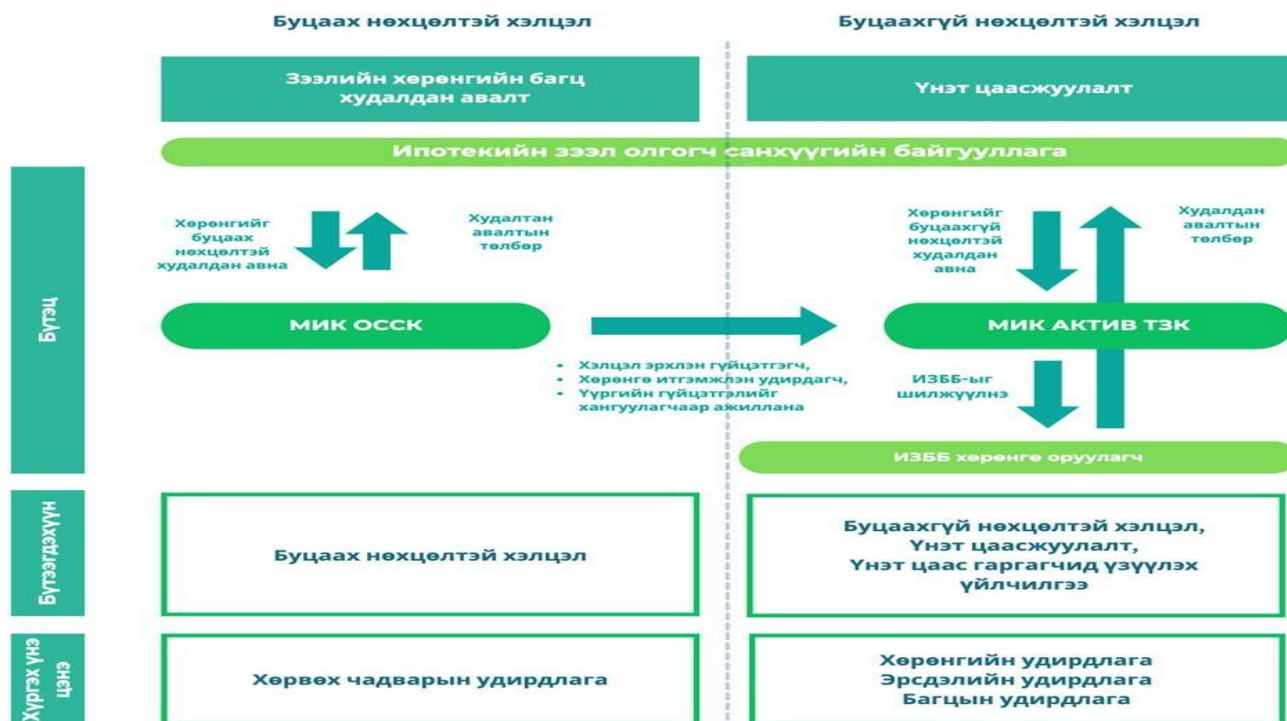 Буцаах нөхцөлтэй хэлцэл
Буцаахгүй нөхцөлтэй хэлцэл
Зээлийн хөрөнгийн багц
худалдан авалт
Үнэт цаасжуулалт
Ипотекийн зээл олгогч санхүүгийн байгууллага
Бүтэц
Хөрөнгийг
буцаах
нөхцөлтэй
худалдан авна
Худалтан
авалтын
төлбөр
Хөрөнгийг
буцаахгүй
нөхцөлтэй
худалдан
авна
Худалдан
авалтын
төлбөр
МИК ОССК
МИК АКТИВ ТЗК
• Хэлцэл эрхлэн гүйцэтгэгч,
• Хөрөнгө итгэмжлэн удирдагч,
• Үүргийн гүйцэтгэлийг
хангуулагчаар ажиллана
ИЗББ-ыг
шилжүүлнэ
ИЗББ хөрөнгө оруулагч
Бүтээгдэхүүн
Буцаах нөхцөлтэй хэлцэл
Буцаахгүй нөхцөлтэй хэлцэл,
Үнэт цаасжуулалт,
Үнэт цаас гаргагчид үзүүлэх
үйлчилгээ
Хүргэх үнэ
цэнэ
Хөрвөх чадварын удирдлага
Хөрөнгийн удирдлага
Эрсдэлийн удирдлага
Багцын удирдлага